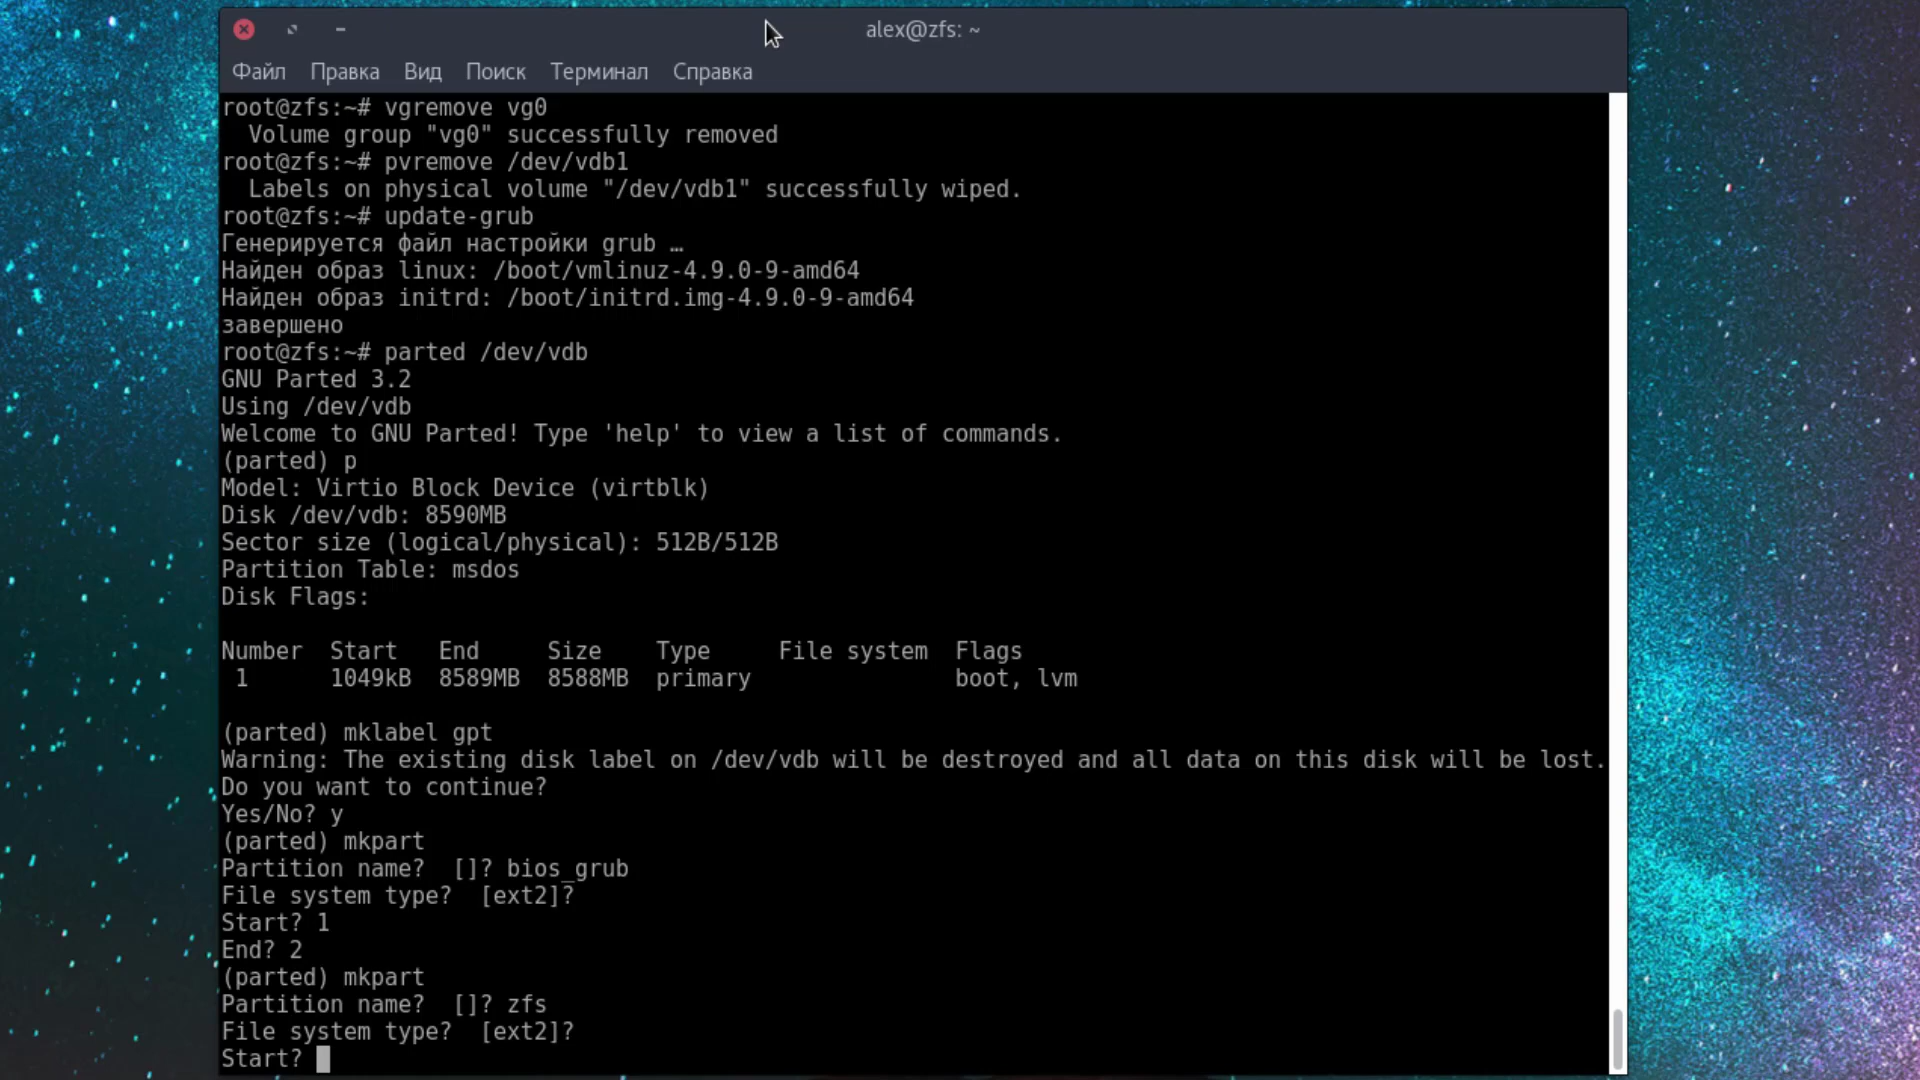 alex@zfs: ~
Файл Правка Вид Поиск Терминал Справка
root@zfs:~# vgremove vg0
  Volume group "vg0" successfully removed
root@zfs:~# pvremove /dev/vdb1
  Labels on physical volume "/dev/vdb1" successfully wiped.
root@zfs:~# update-grub
Генерируется файл настройки grub …
Найден образ linux: /boot/vmlinuz-4.9.0-9-amd64
Найден образ initrd: /boot/initrd.img-4.9.0-9-amd64
завершено
root@zfs:~# parted /dev/vdb
GNU Parted 3.2
Using /dev/vdb
Welcome to GNU Parted! Type 'help' to view a list of commands.
(parted) p
Model: Virtio Block Device (virtblk)
Disk /dev/vdb: 8590MB
Sector size (logical/physical): 512B/512B
Partition Table: msdos
Disk Flags:
Number  Start   End     Size    Type     File system  Flags
 1      1049kB  8589MB  8588MB  primary               boot, lvm
(parted) mklabel gpt
Warning: The existing disk label on /dev/vdb will be destroyed and all data on this disk will be lost.
Do you want to continue?
Yes/No? y
(parted) mkpart
Partition name?  []? bios_grub
File system type?  [ext2]?
Start? 1
End? 2
(parted) mkpart
Partition name?  []? zfs
File system type?  [ext2]?
Start?